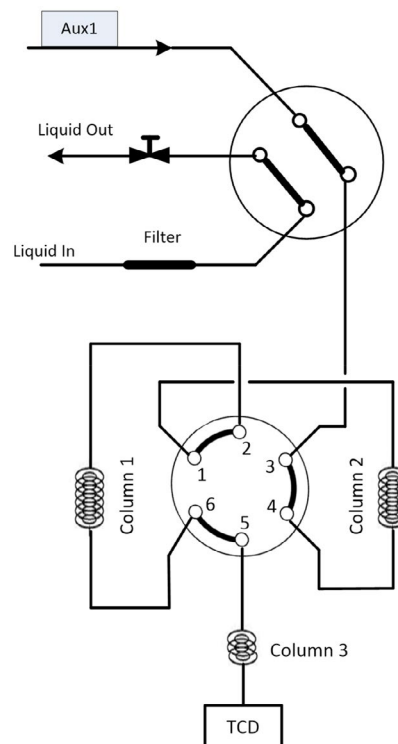 Aux1
Liquid Out
Filter
Liquid In
Column 1
Column 2
1
2
3
4
5
6
Column 3
TCD